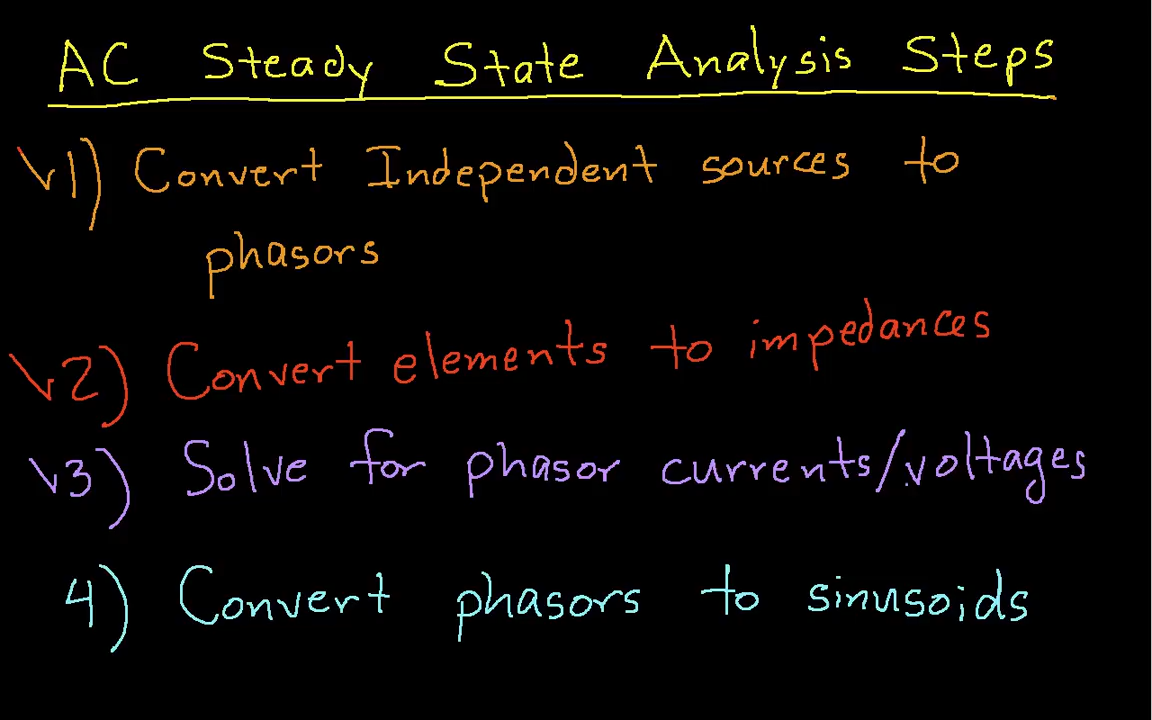 AC Steady State Analysis Steps
√1) Convert Independent sources to
phasors
√2) Convert elements to impedances
√3) Solve for phasor currents/voltages
4) Convert phasors to sinusoids